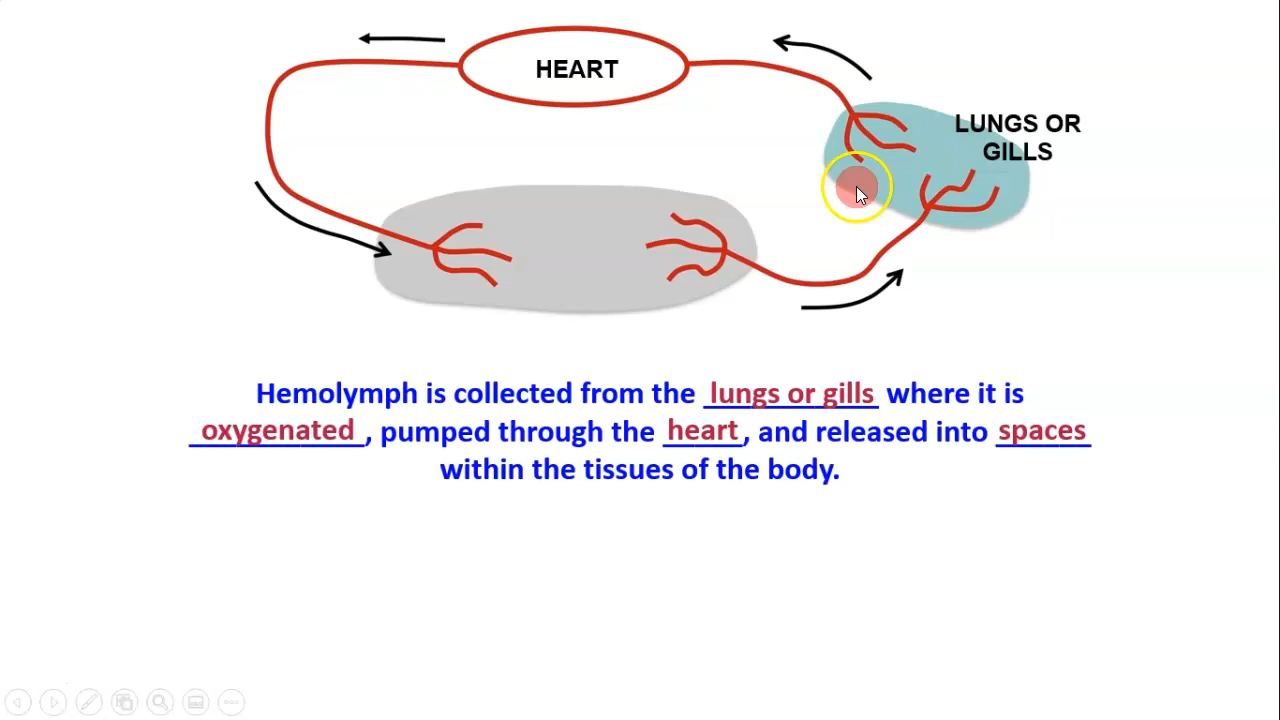 HEART
LUNGS OR
GILLS
Hemolymph is collected from the lungs or gills where it is
oxygenated, pumped through the heart, and released into spaces
within the tissues of the body.